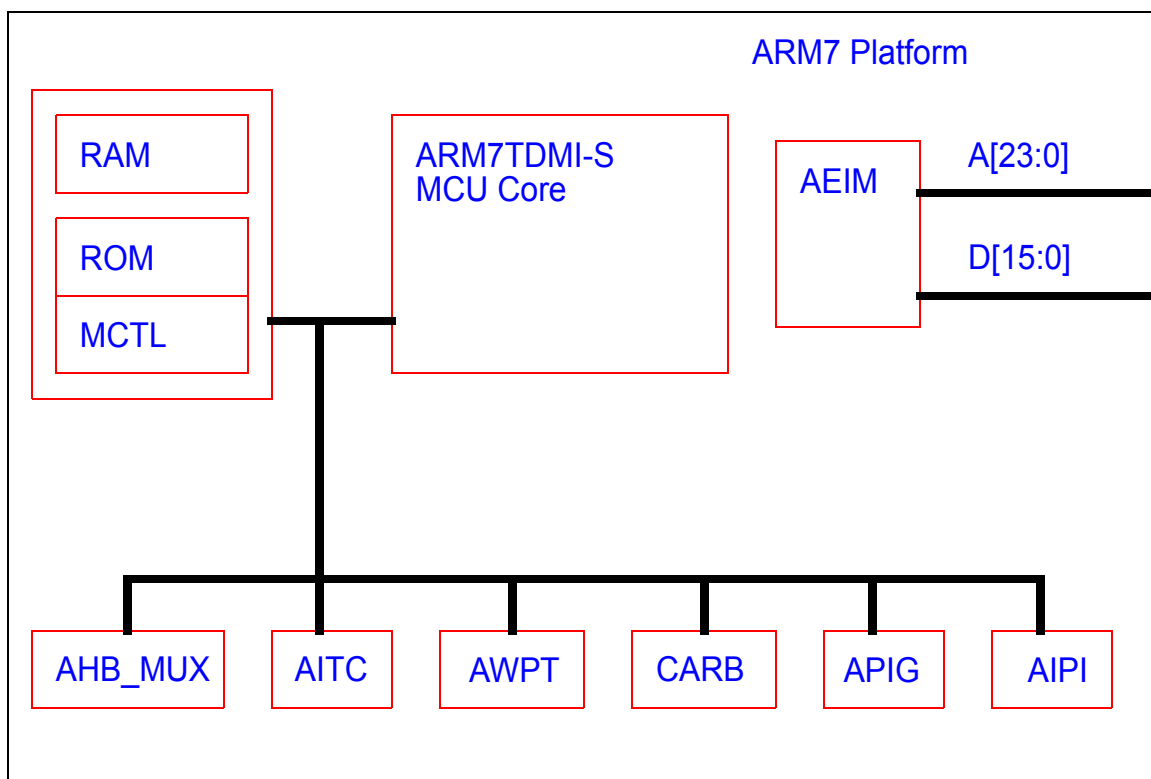 ARM7 Platform
RAM
ROM
MCTL
ARM7TDMI-S
MCU Core
AEIM
A[23:0]
D[15:0]
AHB_MUX
AITC
AWPT
CARB
APIG
AIPI